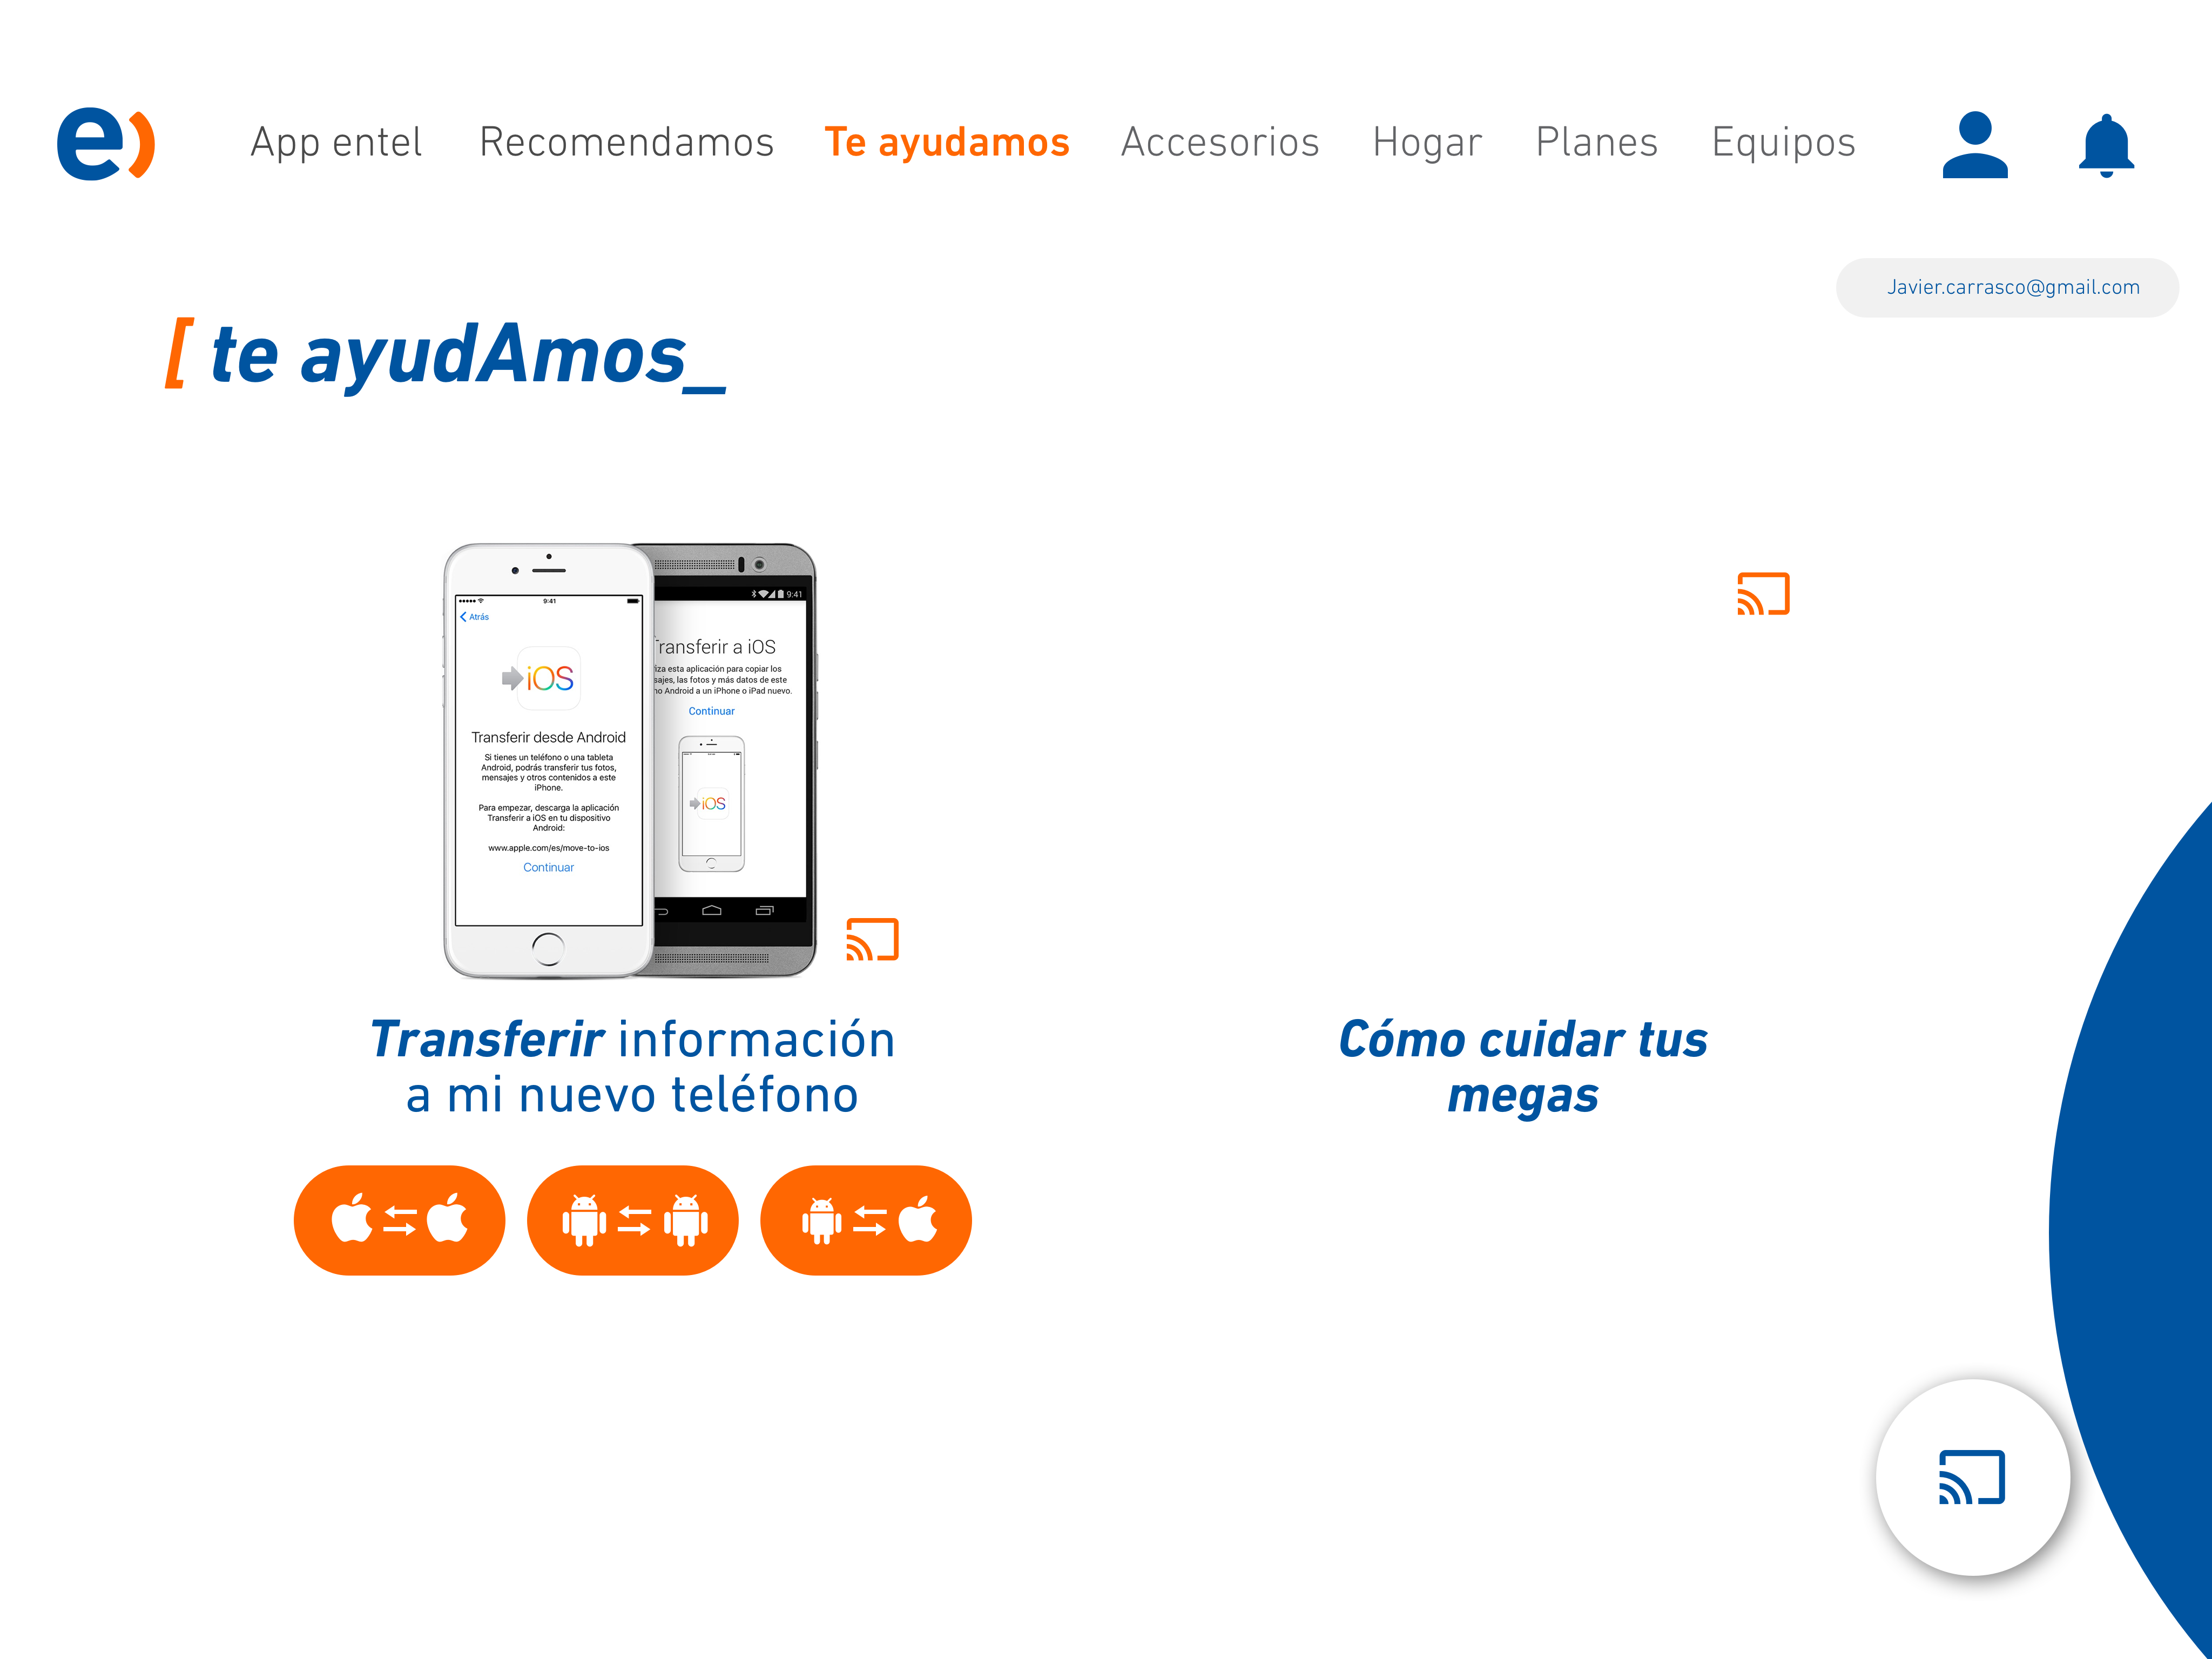 e)
App entel Recomendamos Te ayudamos Accesorios Hogar Planes Equipos
Javier.carrasco@gmail.com
[ te ayudAmos_
9:41
Atrás
iOS
Transferir desde Android
Si tienes un teléfono o una tableta
Android, podrás transferir tus fotos,
mensajes y otros contenidos a este
iPhone.
Para empezar, descarga la aplicación
Transferir a iOS en tu dispositivo
Android:
www.apple.com/es/move-to-ios
Continuar
9:41
ransferir a iOS
iza esta aplicación para copiar los
sajes, las fotos y más datos de este
no Android a un iPhone o iPad nuevo.
Continuar
iOS
Transferir información
a mi nuevo teléfono
Cómo cuidar tus
megas